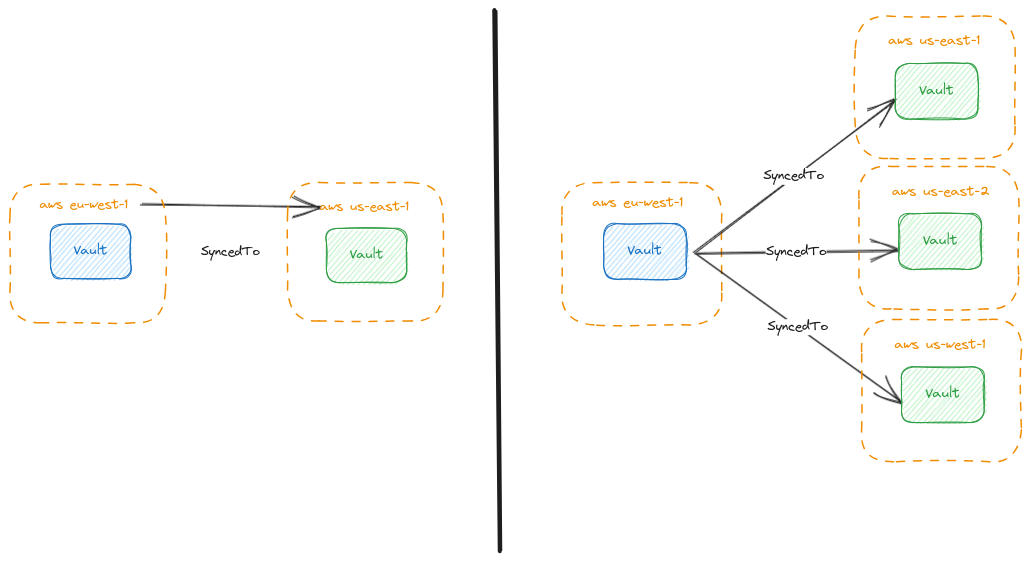 aws eu-west-1
Vault
SyncedTo
aws us-east-1
Vault
aws eu-west-1
Vault
SyncedTo
SyncedTo
SyncedTo
aws us-east-1
Vault
aws us-east-2
Vault
aws us-west-1
Vault